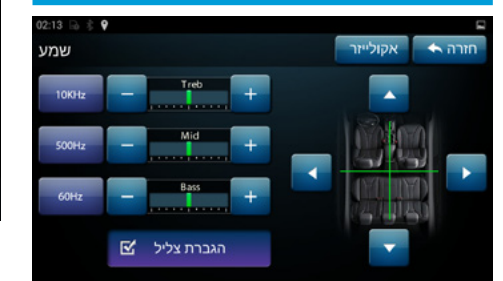 02:13
שמע
אקולייזר
חזרה
10KHz
Treb
500Hz
Mid
60Hz
Bass
הגברת צליל